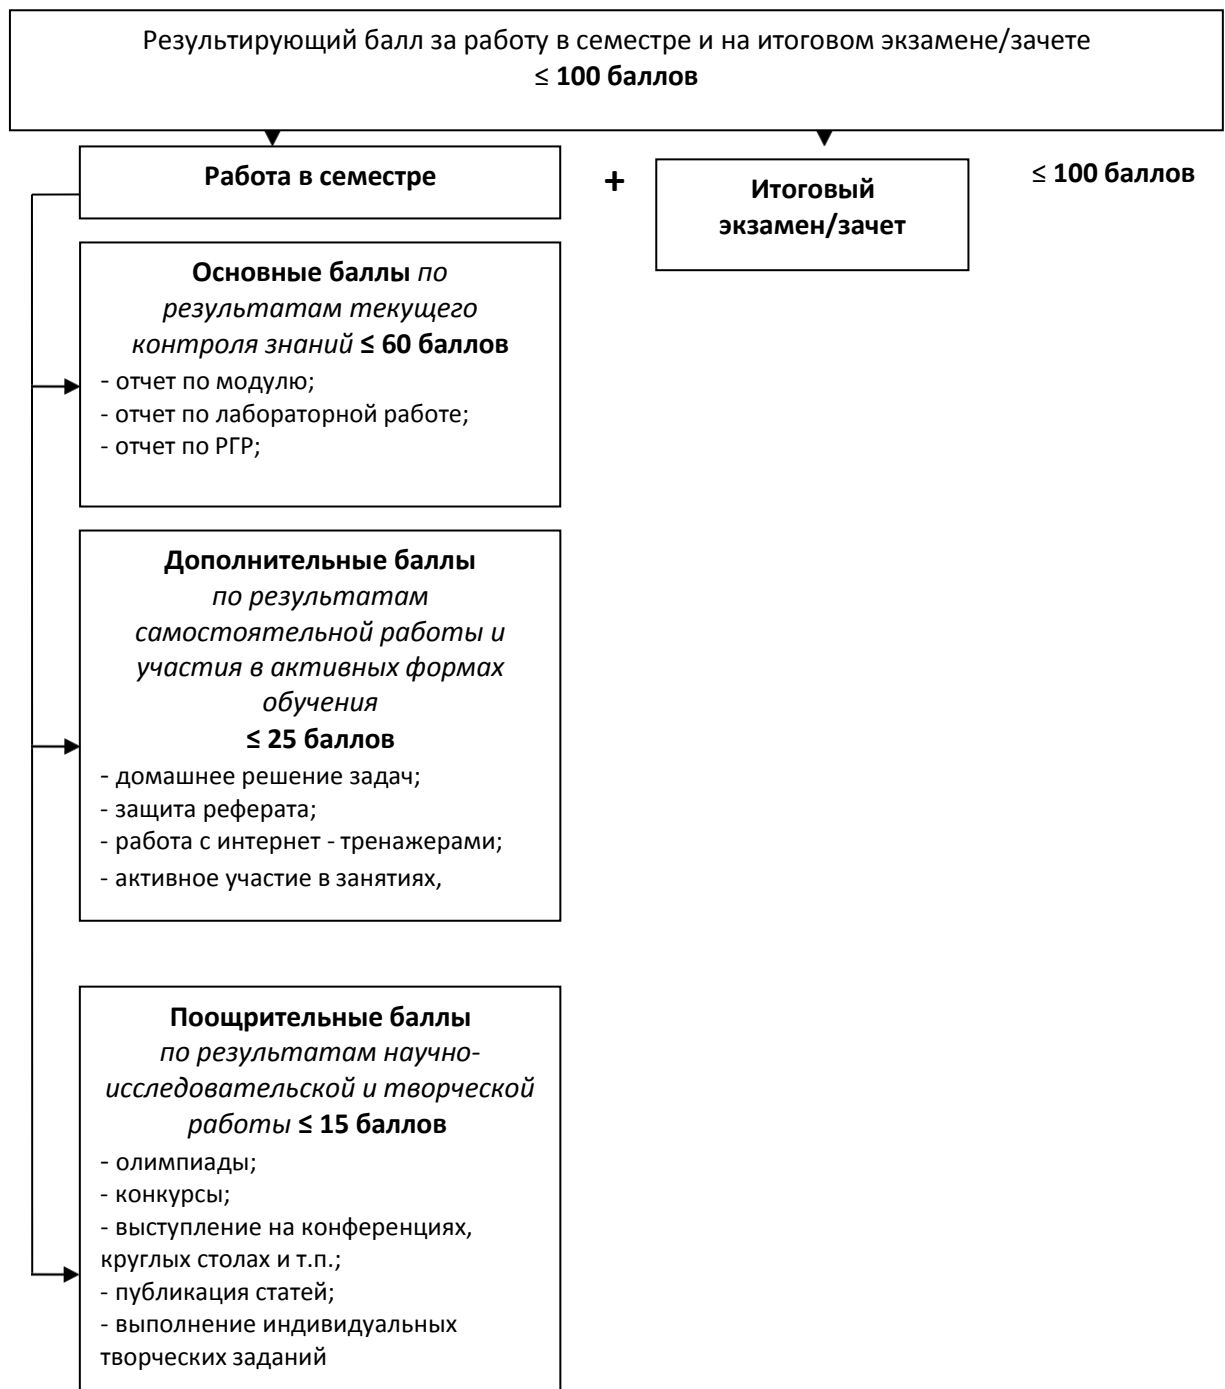 Результирующий балл за работу в семестре и на итоговом экзамене/зачете
≤ 100 баллов
Работа в семестре
+
Итоговый
экзамен/зачет
≤ 100 баллов
Основные баллы по
результатам текущего
контроля знаний ≤ 60 баллов
- отчет по модулю;
- отчет по лабораторной работе;
- отчет по РГР;
Дополнительные баллы
по результатам
самостоятельной работы и
участия в активных формах
обучения
≤ 25 баллов
- домашнее решение задач;
- защита реферата;
- работа с интернет - тренажерами;
- активное участие в занятиях,
Поощрительные баллы
по результатам научно-
исследовательской и творческой
работы ≤ 15 баллов
- олимпиады;
- конкурсы;
- выступление на конференциях,
круглых столах и т.п.;
- публикация статей;
- выполнение индивидуальных
творческих заданий